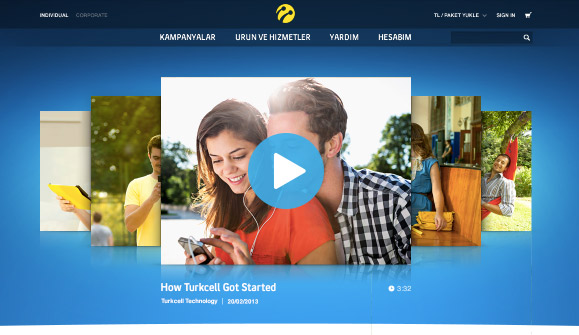 INDIVIDUAL CORPORATE TL / PAKET YUKLE SIGN IN
KAMPANYALAR URUN VE HIZMETLER YARDIM HESABIM
How Turkcell Got Started 3:32
Turkcell Technology | 20/02/2013